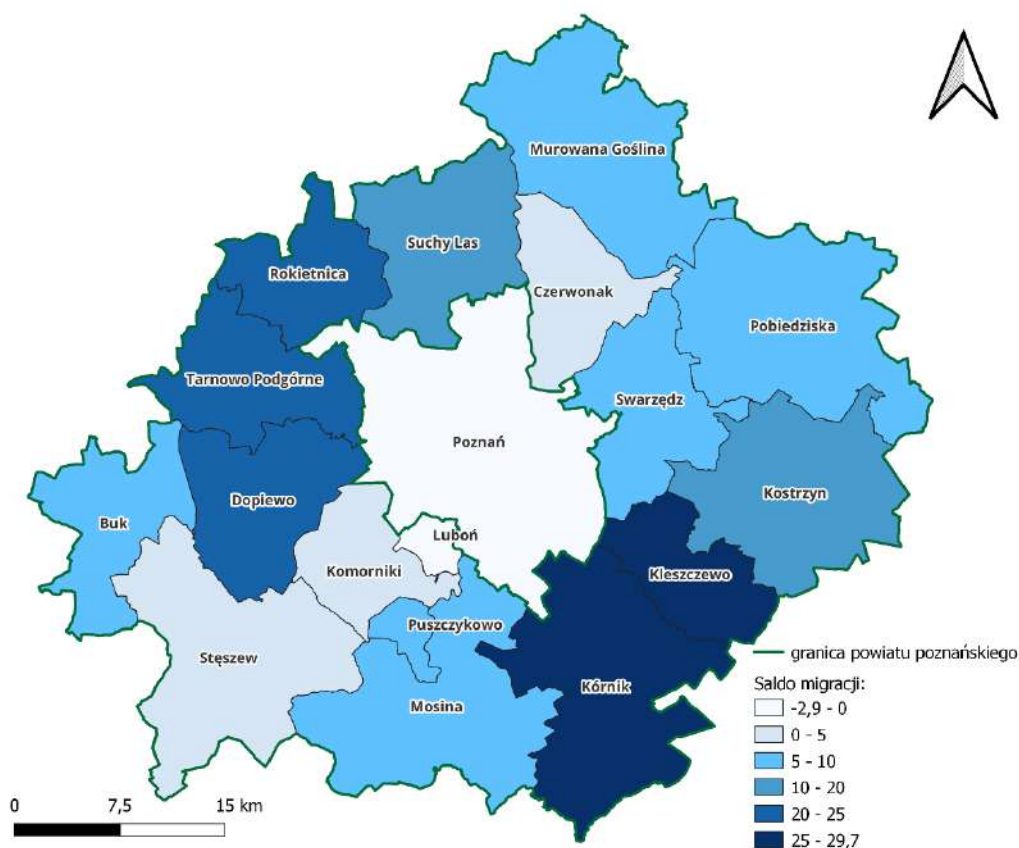 Murowana Goślina
Suchy Las
Rokietnica
Czerwonak
Pobiedziska
Tarnowo Podgórne
Swarzędz
Poznań
Kostrzyn
Dopiewo
Buk
Luboń
Komorniki
Kleszczewo
Puszczykowo
Stęszew
Kórnik
Mosina
granica powiatu poznańskiego
Saldo migracji:
-2,9 - 0
0 - 5
5 - 10
10 - 20
20 - 25
25 - 29,7
0 7,5 15 km